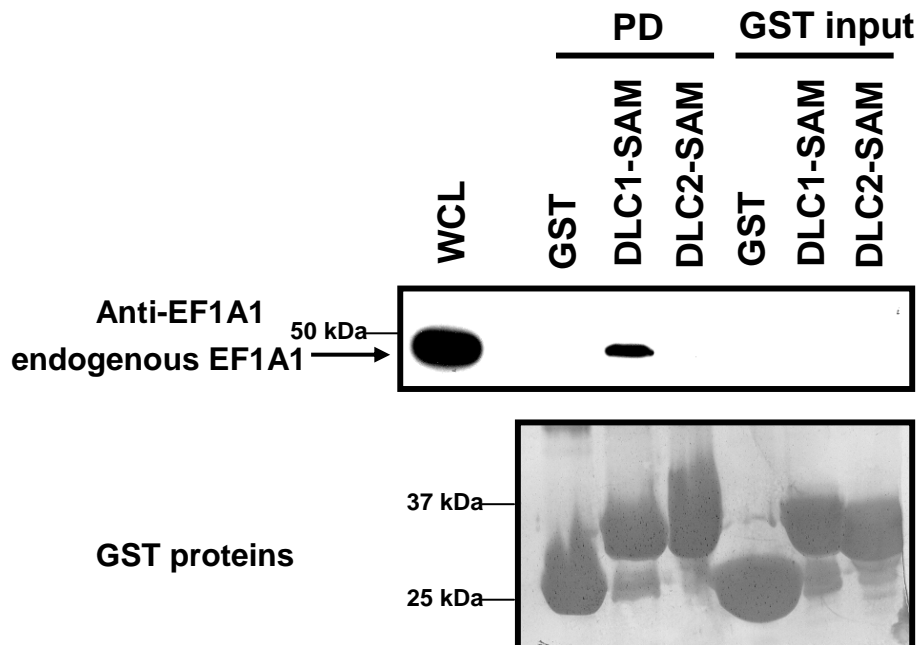 PD
GST input
WCL
GST
DLC1-SAM
DLC2-SAM
GST
DLC1-SAM
DLC2-SAM
Anti-EF1A1
50 kDa
endogenous EF1A1
37 kDa
GST proteins
25 kDa